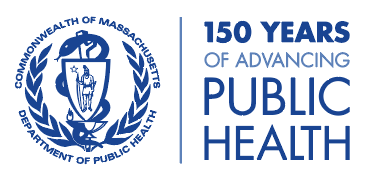 COMMONWEALTH OF MASSACHUSETTS
DEPARTMENT OF PUBLIC HEALTH
150 YEARS
OF ADVANCING
PUBLIC
HEALTH